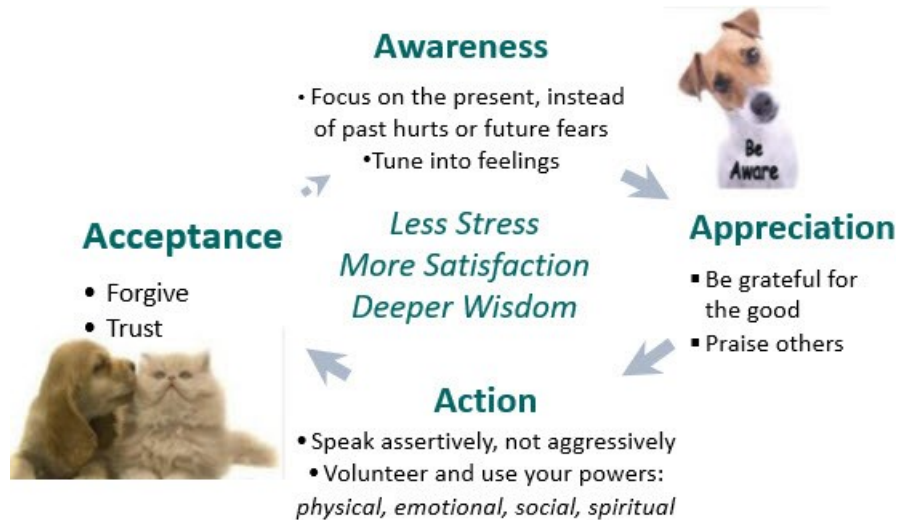 Awareness
• Focus on the present, instead
of past hurts or future fears
•Tune into feelings
Be
Aware
Appreciation
▪ Be grateful for
the good
▪ Praise others
Action
• Speak assertively, not aggressively
• Volunteer and use your powers:
physical, emotional, social, spiritual
Acceptance
• Forgive
• Trust
Less Stress
More Satisfaction
Deeper Wisdom